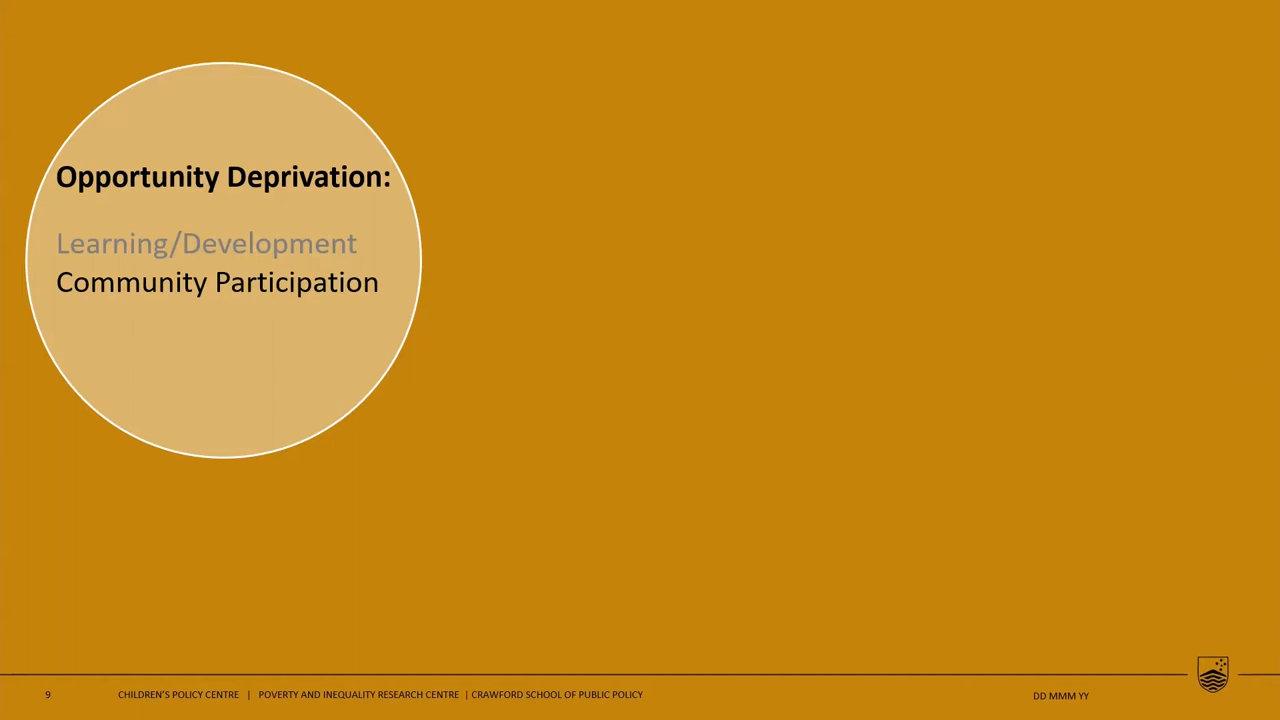 Opportunity Deprivation:
Learning/Development
Community Participation
9 CHILDREN'S POLICY CENTRE | POVERTY AND INEQUALITY RESEARCH CENTRE | CRAWFORD SCHOOL OF PUBLIC POLICY DD MMM YY